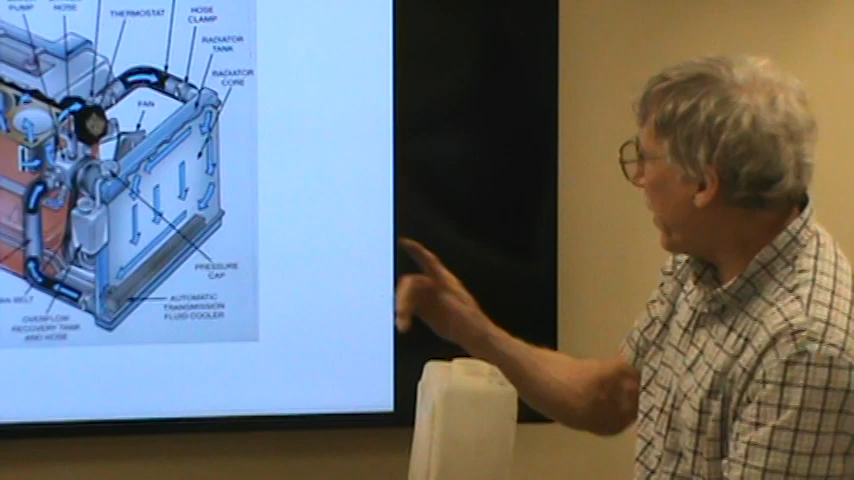 PUMP
HOSE
THERMOSTAT
HOSE
CLAMP
RADIATOR
TANK
RADIATOR
CORE
FAN
PRESSURE
CAP
AUTOMATIC
TRANSMISSION
FLUID COOLER
AN BELT
OVERFLOW
RECOVERY TANK
AND HOSE